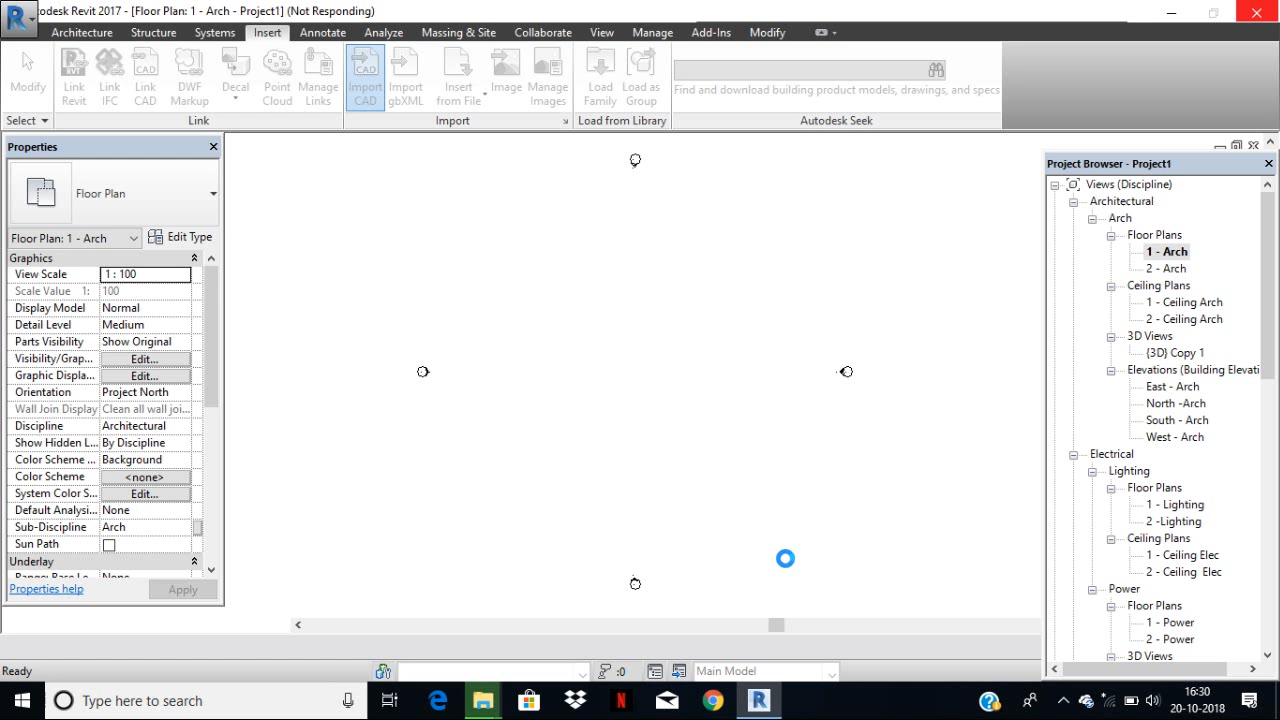 odesk Revit 2017 - [Floor Plan: 1 - Arch - Project1] (Not Responding)
Architecture Structure Systems Insert Annotate Analyze Massing & Site Collaborate View Manage Add-Ins Modify
Modify
Link Revit
Link IFC
Link CAD
DWF Markup
Decal
Point Cloud
Manage Links
Import CAD
Import gbXML
Insert from File
Image
Manage Images
Load Family
Load as Group
Find and download building product models, drawings, and specs
Select Link Import Load from Library Autodesk Seek
Properties
Floor Plan
Floor Plan: 1 - Arch Edit Type
Graphics
View Scale 1 : 100
Scale Value 1: 100
Display Model Normal
Detail Level Medium
Parts Visibility Show Original
Visibility/Grap... Edit...
Graphic Displa... Edit...
Orientation Project North
Wall Join Display Clean all wall joi...
Discipline Architectural
Show Hidden L... By Discipline
Color Scheme ... Background
Color Scheme <none>
System Color S... Edit...
Default Analysi... None
Sub-Discipline Arch
Sun Path
Underlay
Range: Base Le... None
Properties help Apply
Project Browser - Project1
Views (Discipline)
Architectural
Arch
Floor Plans
1 - Arch
2 - Arch
Ceiling Plans
1 - Ceiling Arch
2 - Ceiling Arch
3D Views
{3D} Copy 1
Elevations (Building Elevati
East - Arch
North -Arch
South - Arch
West - Arch
Electrical
Lighting
Floor Plans
1 - Lighting
2 -Lighting
Ceiling Plans
1 - Ceiling Elec
2 - Ceiling Elec
Power
Floor Plans
1 - Power
2 - Power
3D Views
Ready :0 Main Model
Type here to search
16:30
20-10-2018